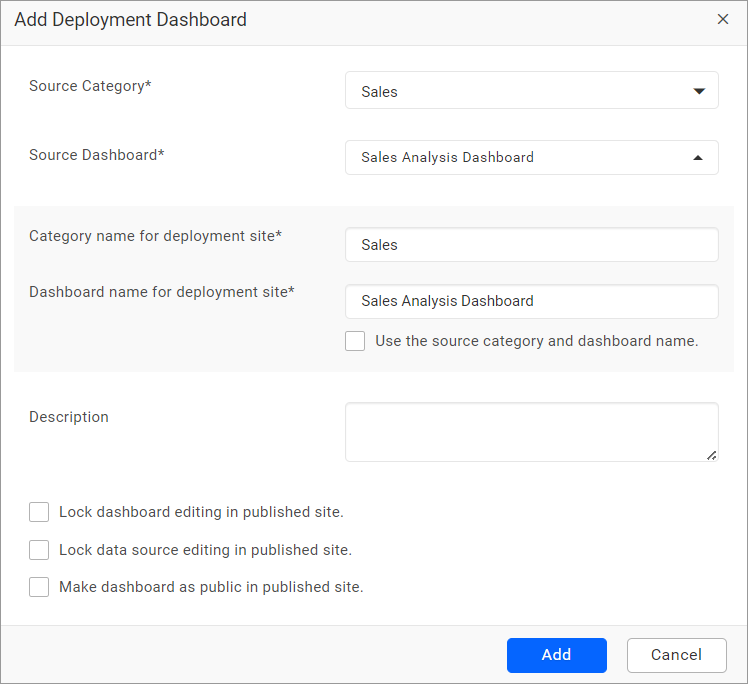 Add Deployment Dashboard
Source Category*
Sales
Source Dashboard*
Sales Analysis Dashboard
Category name for deployment site*
Sales
Dashboard name for deployment site*
Sales Analysis Dashboard
Use the source category and dashboard name.
Description
Lock dashboard editing in published site.
Lock data source editing in published site.
Make dashboard as public in published site.
Add
Cancel